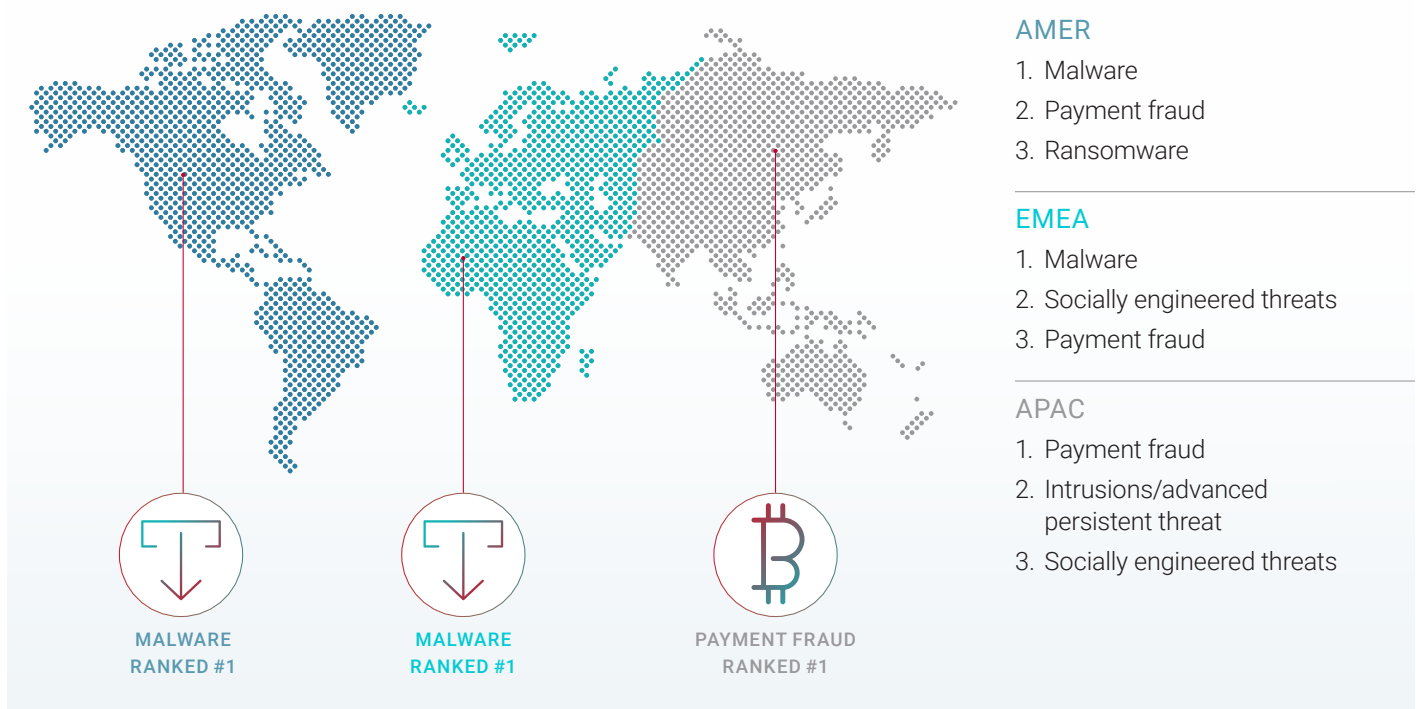 AMER
1. Malware
2. Payment fraud
3. Ransomware
EMEA
1. Malware
2. Socially engineered threats
3. Payment fraud
APAC
1. Payment fraud
2. Intrusions/advanced
persistent threat
3. Socially engineered threats
MALWARE
RANKED #1
MALWARE
RANKED #1
PAYMENT FRAUD
RANKED #1